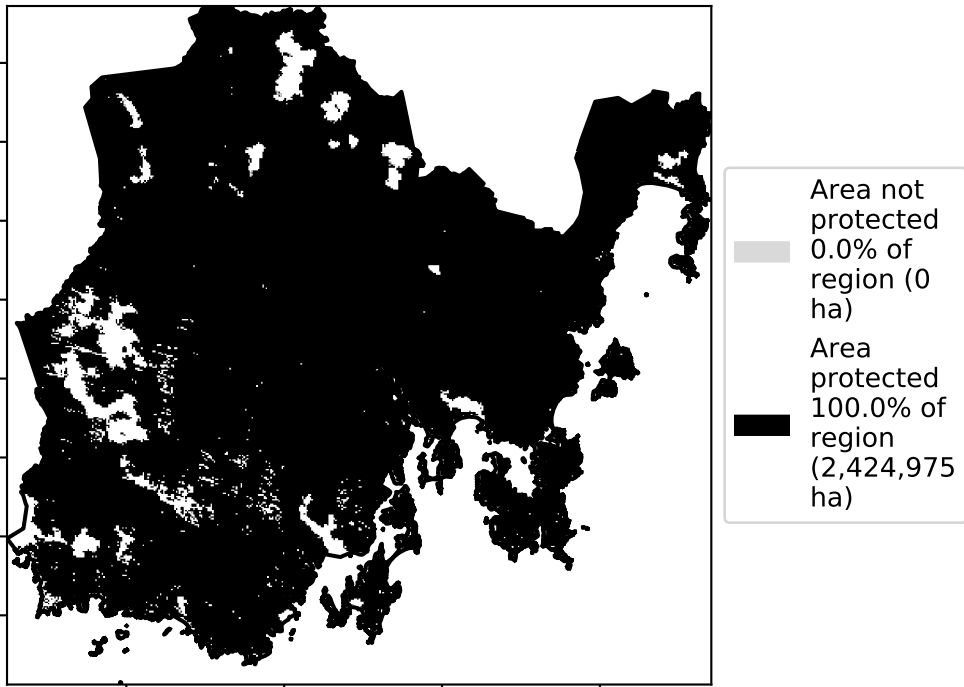 Area not
protected
0.0% of
region (0
ha)
Area
protected
100.0% of
region
(2,424,975
ha)